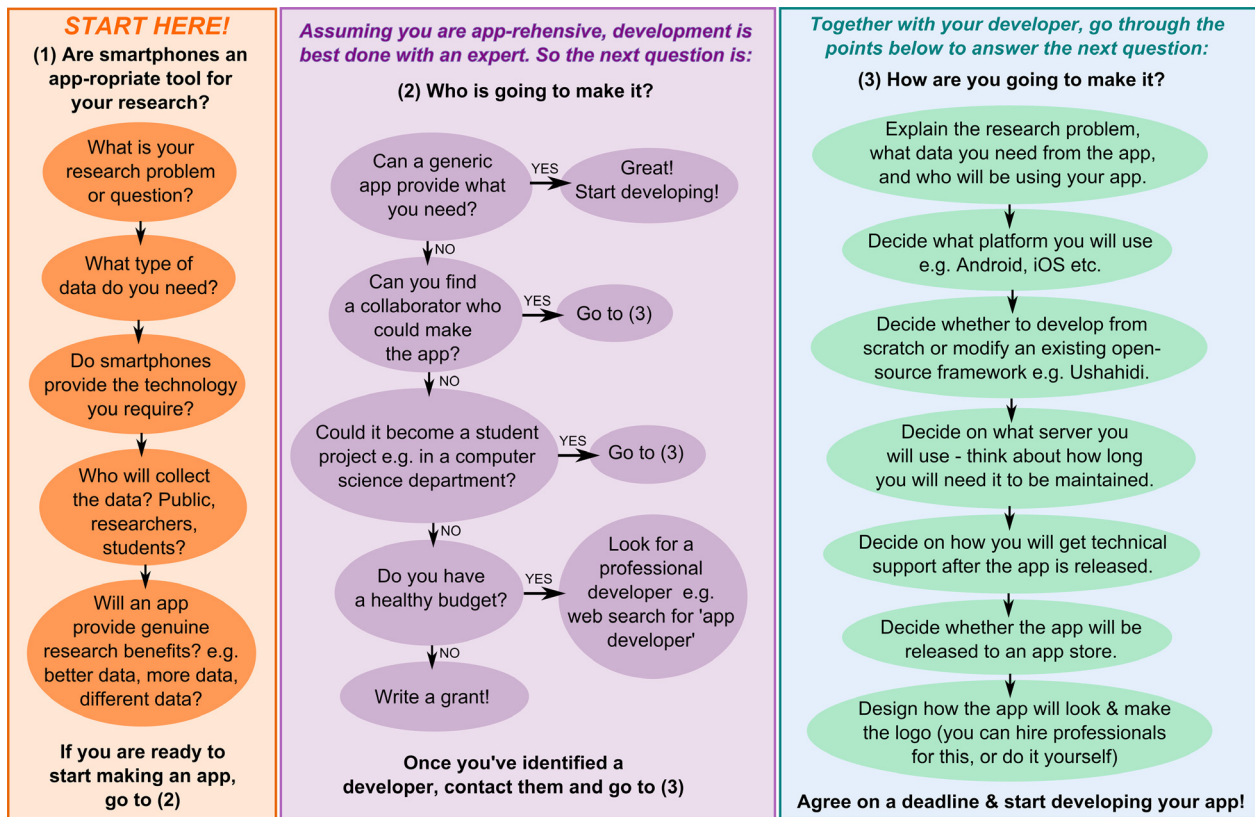 START HERE!
(1) Are smartphones an
app-ropriate tool for
your research?
What is your
research problem
or question?
What type of
data do you need?
Do smartphones
provide the technology
you require?
Who will collect
the data? Public,
researchers,
students?
Will an app
provide genuine
research benefits? e.g.
better data, more data,
different data?
If you are ready to
start making an app,
go to (2)
Assuming you are app-rehensive, development is
best done with an expert. So the next question is:
(2) Who is going to make it?
Can a generic
app provide what
you need?
YES
Great!
Start developing!
NO
Can you find
a collaborator who
could make
the app?
YES
Go to (3)
NO
Could it become a student
project e.g. in a computer
science department?
YES
Go to (3)
NO
Do you have
a healthy budget?
YES
Look for a
professional
developer e.g.
web search for 'app
developer'
NO
Write a grant!
Once you've identified a
developer, contact them and go to (3)
Together with your developer, go through the
points below to answer the next question:
(3) How are you going to make it?
Explain the research problem,
what data you need from the app,
and who will be using your app.
Decide what platform you will use
e.g. Android, iOS etc.
Decide whether to develop from
scratch or modify an existing open-
source framework e.g. Ushahidi.
Decide on what server you
will use - think about how long
you will need it to be maintained.
Decide on how you will get technical
support after the app is released.
Decide whether the app will be
released to an app store.
Design how the app will look & make
the logo (you can hire professionals
for this, or do it yourself)
Agree on a deadline & start developing your app!